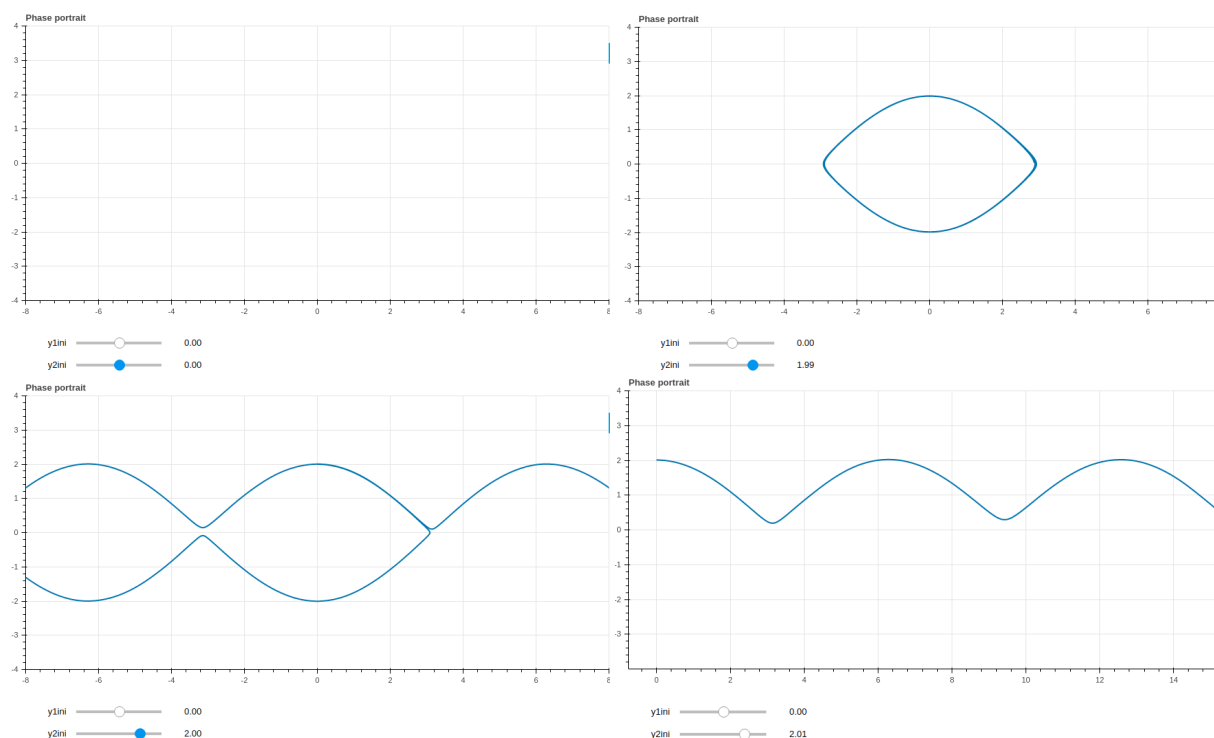 Phase portrait
4
3
2
1
0
-1
-2
-3
-4
-8 -6 -4 -2 0 2 4 6 8
y1ini 0.00
y2ini 0.00
Phase portrait
4
3
2
1
0
-1
-2
-3
-4
-8 -6 -4 -2 0 2 4 6
y1ini 0.00
y2ini 1.99
Phase portrait
4
3
2
1
0
-1
-2
-3
-4
-8 -6 -4 -2 0 2 4 6 8
y1ini 0.00
y2ini 2.00
Phase portrait
4
3
2
1
0
-1
-2
-3
0 2 4 6 8 10 12 14
y1ini 0.00
y2ini 2.01